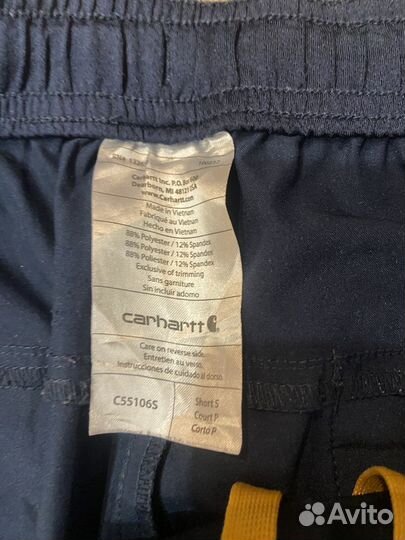 Carhartt Inc. P.O. Box 600
Dearborn, MI 48121 USA
www.Carhartt.com
Made in Vietnam
Fabriqué au Vietnam
Hecho en Vietnam
88% Polyester / 12% Spandex
88% Polyester / 12% Spandex
88% Poliester / 12% Spandex
Exclusive of trimming
Sans garniture
Sin incluir adorno
carhartt
Care on reverse side.
Entretien au verso.
Instrucciones de cuidado al dorso.
C55106S
Short S
Court P
Corto P
Avito